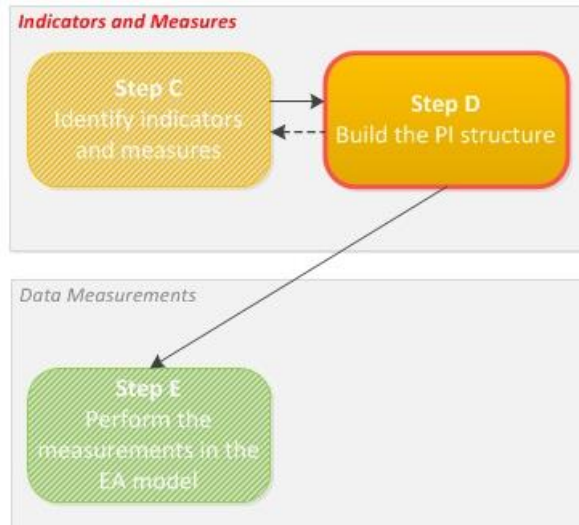 Indicators and Measures
Step C
Identify indicators
and measures
Step D
Build the PI structure
Data Measurements
Step E
Perform the
measurements in the
EA model